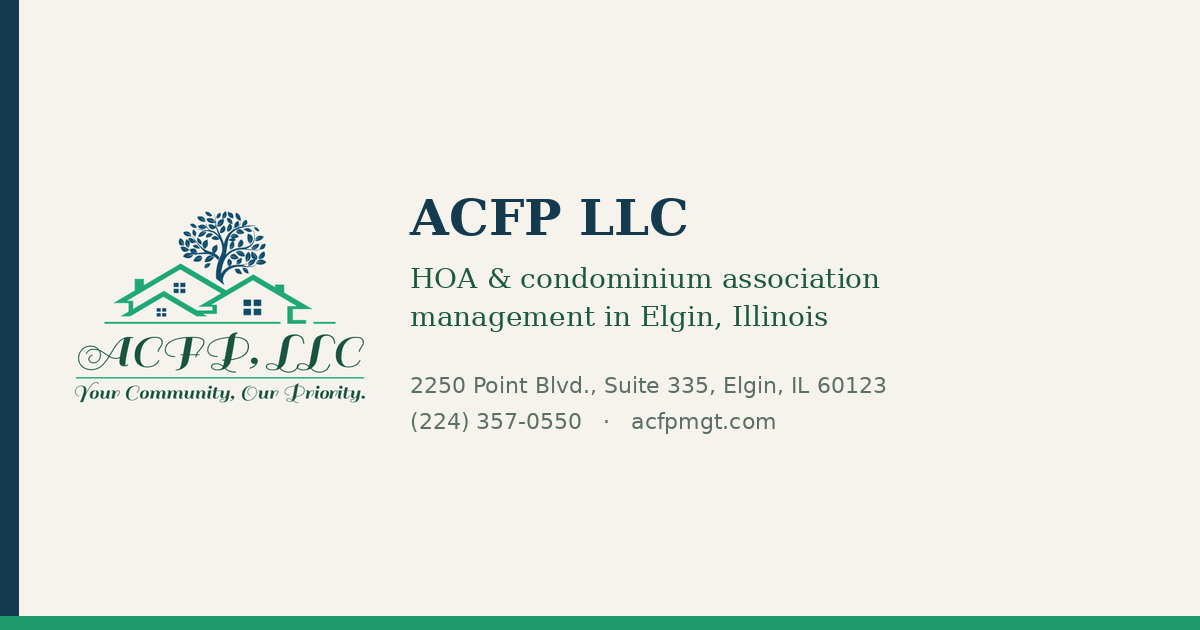 ACFP, LLC
Your Community, Our Priority.
ACFP LLC
HOA & condominium association
management in Elgin, Illinois
2250 Point Blvd., Suite 335, Elgin, IL 60123
(224) 357-0550 · acfpmgt.com